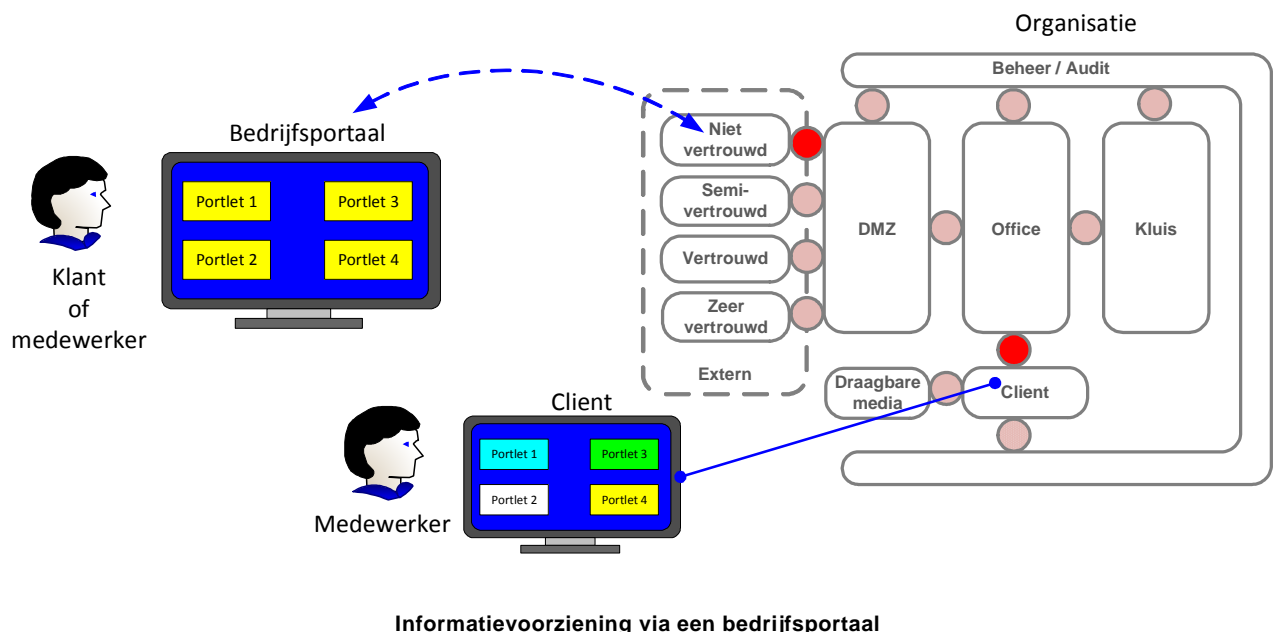 Organisatie
Beheer / Audit
Bedrijfsportaal
Portlet 1
Portlet 3
Portlet 2
Portlet 4
Klant
of
medewerker
Niet
vertrouwd
Semi-
vertrouwd
Vertrouwd
Zeer
vertrouwd
Extern
DMZ
Office
Kluis
Draagbare
media
Client
Client
Portlet 1
Portlet 3
Portlet 2
Portlet 4
Medewerker
Informatievoorziening via een bedrijfsportaal